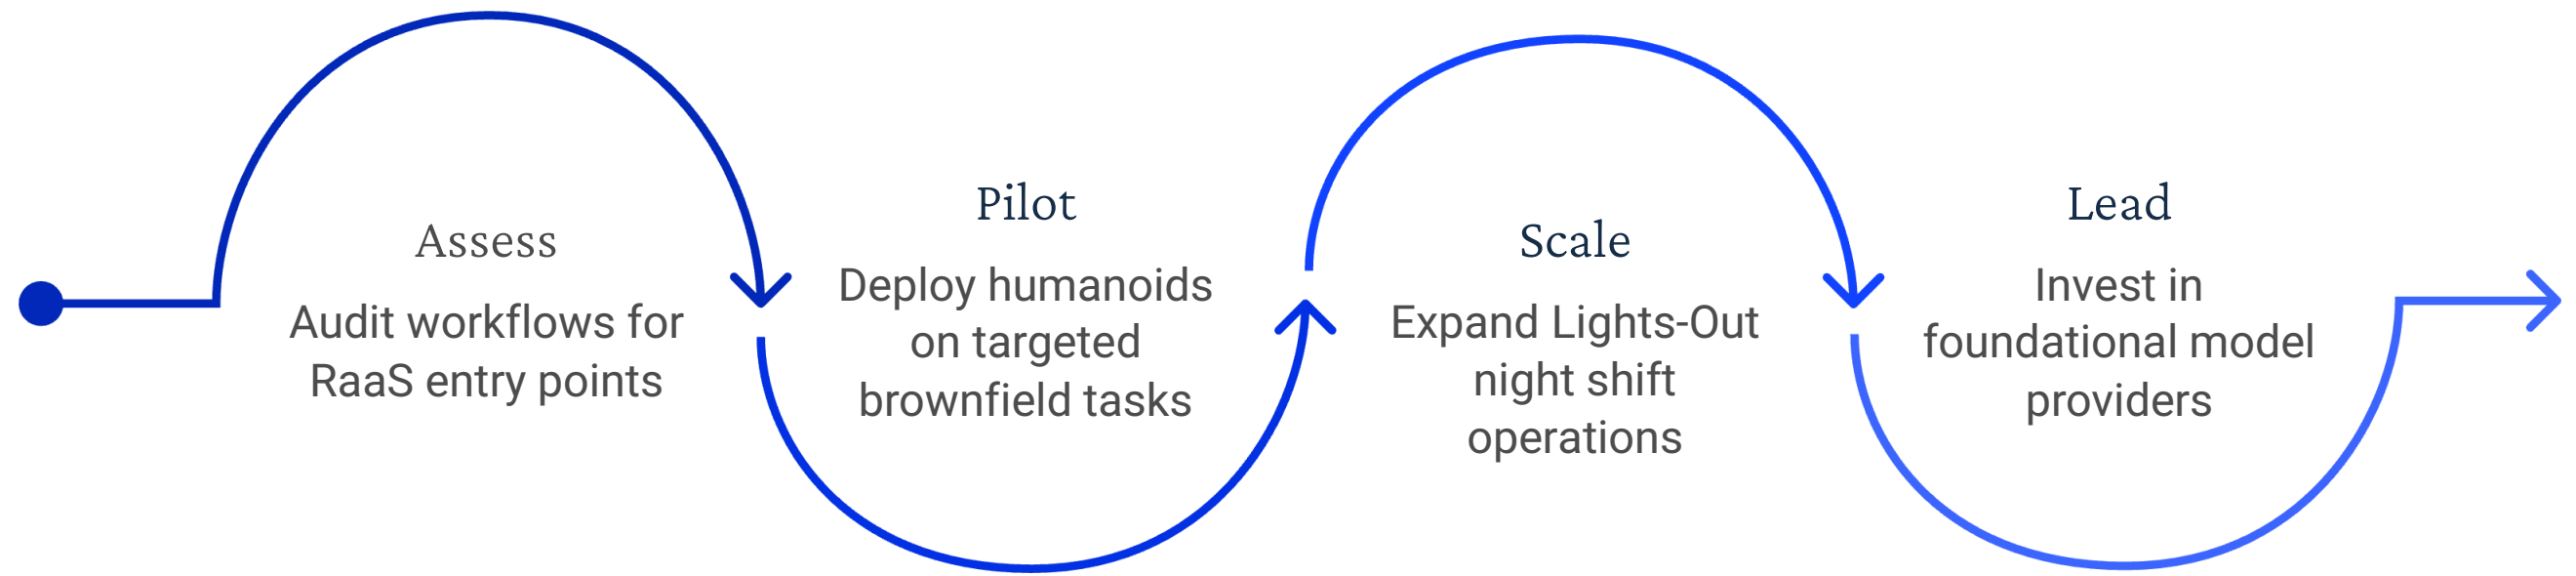 Assess
Audit workflows for
RaaS entry points
Pilot
Deploy humanoids
on targeted
brownfield tasks
Scale
Expand Lights-Out
night shift
operations
Lead
Invest in
foundational model
providers